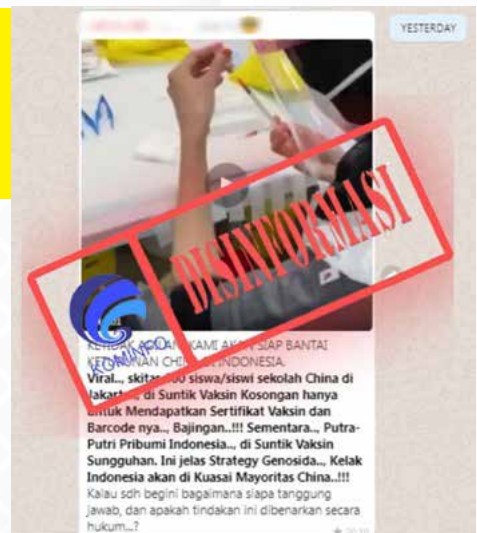 YESTERDAY
DISINFORMASI
KOMINFO
KAMI AKAN SIAP BANTAI
INDONESIA.
Viral.., skitar 500 siswa/siswi sekolah China di
Jakarta.., di Suntik Vaksin Kosongan hanya
untuk Mendapatkan Sertifikat Vaksin dan
Barcode nya.., Bajingan..!!! Sementara.., Putra-
Putri Pribumi Indonesia.., di Suntik Vaksin
Sungguhan. Ini jelas Strategy Genosida.., Kelak
Indonesia akan di Kuasai Mayoritas China..!!!
Kalau sdh begini bagaimana siapa tanggung
jawab, dan apakah tindakan ini dibenarkan secara
hukum...?